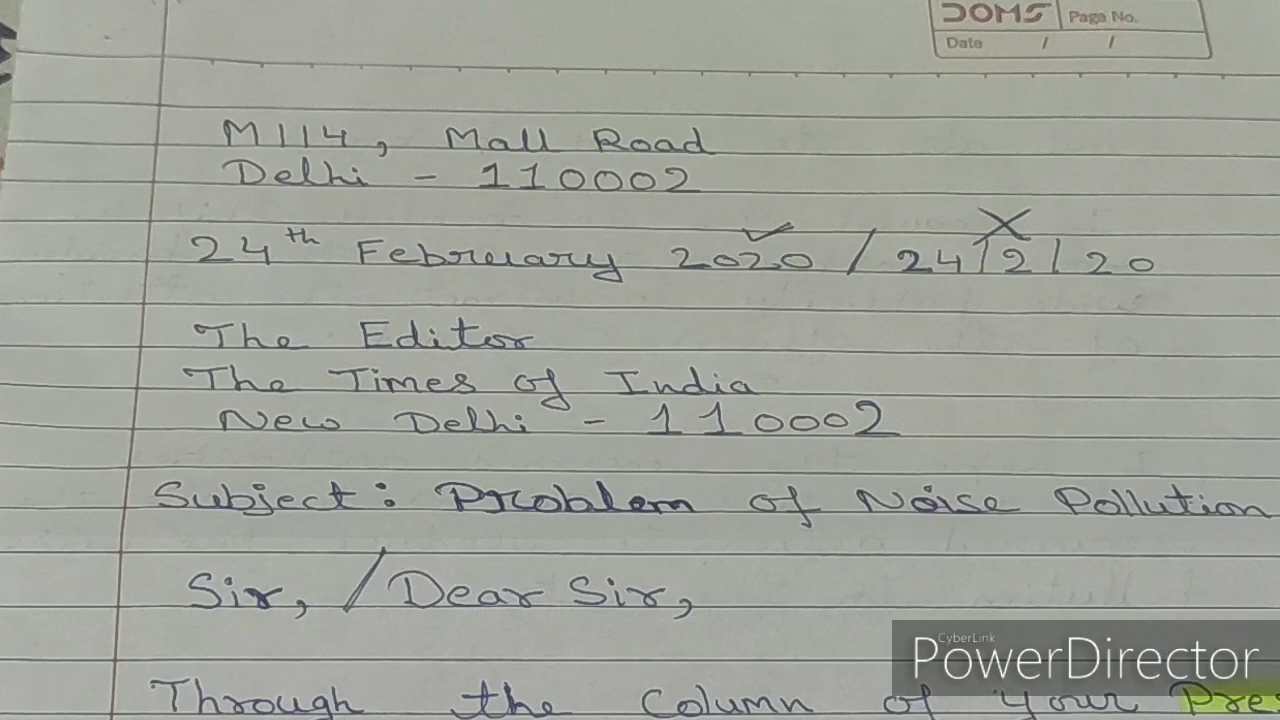 DOMS Page No.
Date / /
M114, Mall Road
Delhi - 110002
24th February 2020 / 24/2/20
The Editor
The Times of India
New Delhi - 110002
Subject: Problem of Noise Pollution
Sir, / Dear Sir,
CyberLink
PowerDirector
Through the Column of your Pres